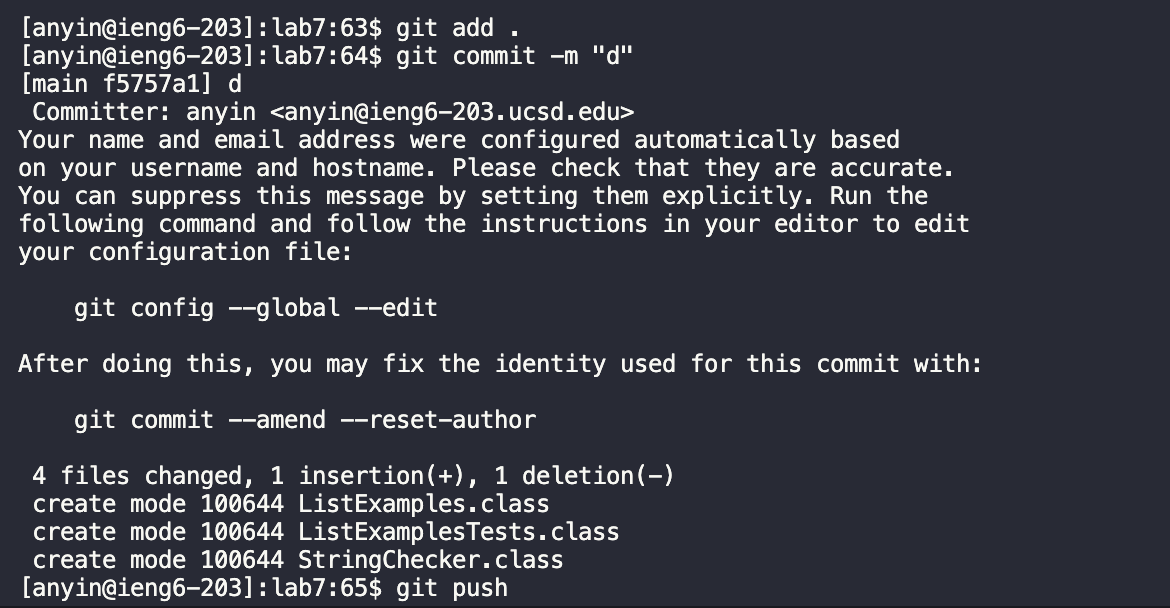 [anyin@ieng6-203]:lab7:63$ git add .
[anyin@ieng6-203]:lab7:64$ git commit -m "d"
[main f5757a1] d
 Committer: anyin <anyin@ieng6-203.ucsd.edu>
Your name and email address were configured automatically based
on your username and hostname. Please check that they are accurate.
You can suppress this message by setting them explicitly. Run the
following command and follow the instructions in your editor to edit
your configuration file:

    git config --global --edit

After doing this, you may fix the identity used for this commit with:

    git commit --amend --reset-author

 4 files changed, 1 insertion(+), 1 deletion(-)
 create mode 100644 ListExamples.class
 create mode 100644 ListExamplesTests.class
 create mode 100644 StringChecker.class
[anyin@ieng6-203]:lab7:65$ git push